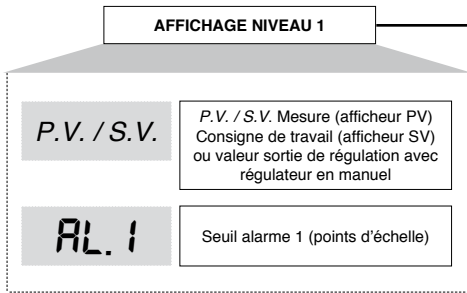 AFFICHAGE NIVEAU 1
P.V. / S.V.
P.V. / S.V. Mesure (afficheur PV)
Consigne de travail (afficheur SV)
ou valeur sortie de régulation avec
régulateur en manuel
AL. 1
Seuil alarme 1 (points d'échelle)